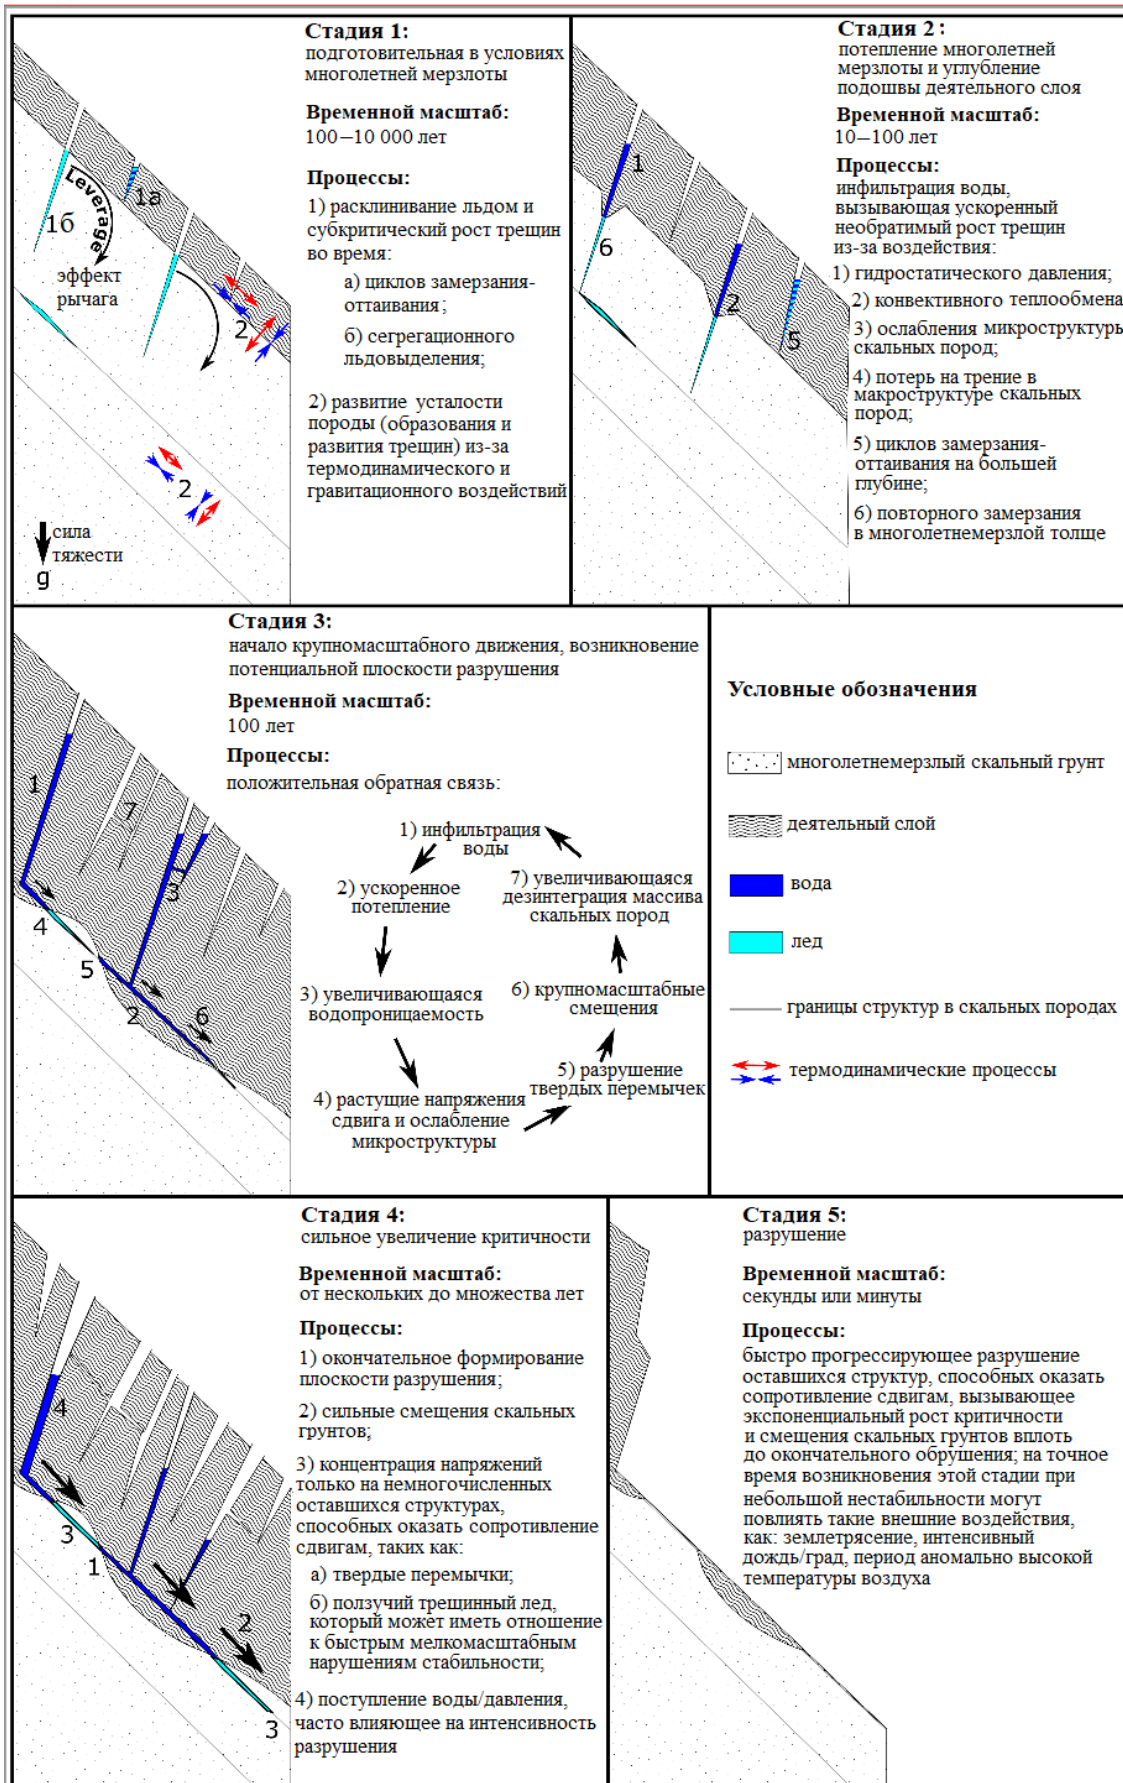 Стадия 1:
подготовительная в условиях
многолетней мерзлоты
Временной масштаб:
100–10 000 лет
Процессы:
1) расклинивание льдом и
субкритический рост трещин
во время:
а) циклов замерзания-
оттаивания;
б) сегрегационного
льдовыделения;
2) развитие усталости
породы (образования и
развития трещин) из-за
термодинамического и
гравитационного воздействий
1а
1б
Leverage
эффект
рычага
2
2
сила
тяжести
g
Стадия 2:
потепление многолетней
мерзлоты и углубление
подошвы деятельного слоя
Временной масштаб:
10–100 лет
Процессы:
инфильтрация воды,
вызывающая ускоренный
необратимый рост трещин
из-за воздействия:
1) гидростатического давления;
2) конвективного теплообмена
3) ослабления микроструктуры
скальных пород;
4) потерь на трение в
макроструктуре скальных
пород;
5) циклов замерзания-
оттаивания на большей
глубине;
6) повторного замерзания
в многолетнемерзлой толще
1
6
2
5
Стадия 3:
начало крупномасштабного движения, возникновение
потенциальной плоскости разрушения
Временной масштаб:
100 лет
Процессы:
положительная обратная связь:
1) инфильтрация
воды
2) ускоренное
потепление
3) увеличивающаяся
водопроницаемость
4) растущие напряжения
сдвига и ослабление
микроструктуры
5) разрушение
твердых перемычек
6) крупномасштабные
смещения
7) увеличивающаяся
дезинтеграция массива
скальных пород
1
7
3
4
5
2
6
Условные обозначения
многолетнемерзлый скальный грунт
деятельный слой
вода
лед
границы структур в скальных породах
термодинамические процессы
Стадия 4:
сильное увеличение критичности
Временной масштаб:
от нескольких до множества лет
Процессы:
1) окончательное формирование
плоскости разрушения;
2) сильные смещения скальных
грунтов;
3) концентрация напряжений
только на немногочисленных
оставшихся структурах,
способных оказать сопротивление
сдвигам, таких как:
а) твердые перемычки;
б) ползучий трещинный лед,
который может иметь отношение
к быстрым мелкомасштабным
нарушениям стабильности;
4) поступление воды/давления,
часто влияющее на интенсивность
разрушения
4
3
1
2
3
Стадия 5:
разрушение
Временной масштаб:
секунды или минуты
Процессы:
быстро прогрессирующее разрушение
оставшихся структур, способных оказать
сопротивление сдвигам, вызывающее
экспоненциальный рост критичности
и смещения скальных грунтов вплоть
до окончательного обрушения; на точное
время возникновения этой стадии при
небольшой нестабильности могут
повлиять такие внешние воздействия,
как: землетрясение, интенсивный
дождь/град, период аномально высокой
температуры воздуха